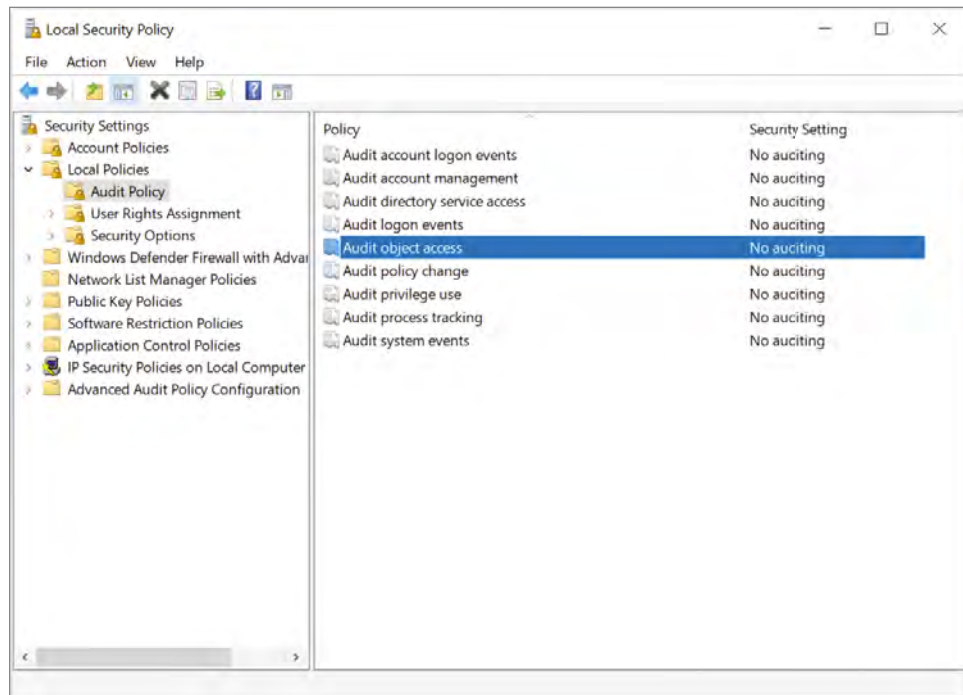 Local Security Policy
File Action View Help
Security Settings
Account Policies
Local Policies
Audit Policy
User Rights Assignment
Security Options
Windows Defender Firewall with Advar
Network List Manager Policies
Public Key Policies
Software Restriction Policies
Application Control Policies
IP Security Policies on Local Computer
Advanced Audit Policy Configuration
Policy Security Setting
Audit account logon events No auciting
Audit account management No auciting
Audit directory service access No auciting
Audit logon events No auciting
Audit object access No auciting
Audit policy change No auciting
Audit privilege use No auciting
Audit process tracking No auciting
Audit system events No auciting